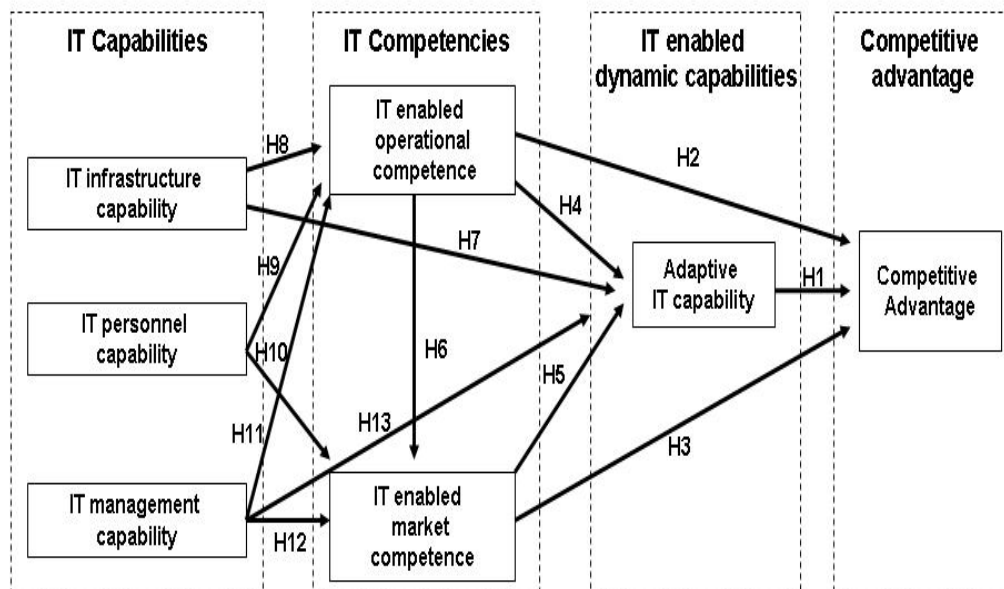 IT Capabilities
IT Competencies
IT enabled
dynamic capabilities
Competitive
advantage
IT infrastructure
capability
IT personnel
capability
IT management
capability
IT enabled
operational
competence
IT enabled
market
competence
Adaptive
IT capability
Competitive
Advantage
H8
H2
H4
H7
H9
H1
H10
H6
H5
H11
H13
H3
H12